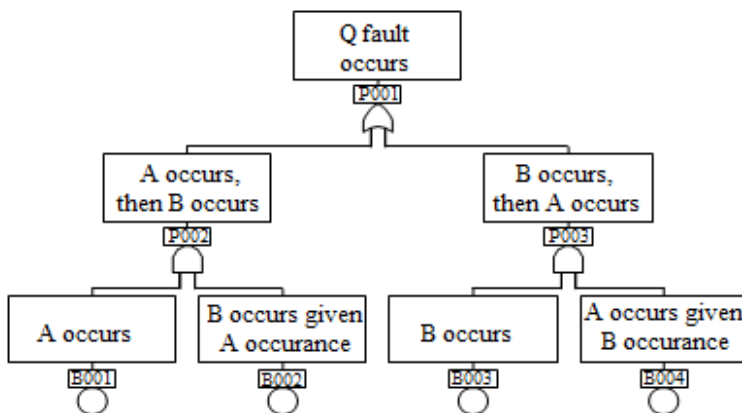 Q fault
occurs
P001
A occurs,
then B occurs
B occurs,
then A occurs
P002
P003
A occurs
B occurs given
A occurance
B occurs
A occurs given
B occurance
B001
B002
B003
B004